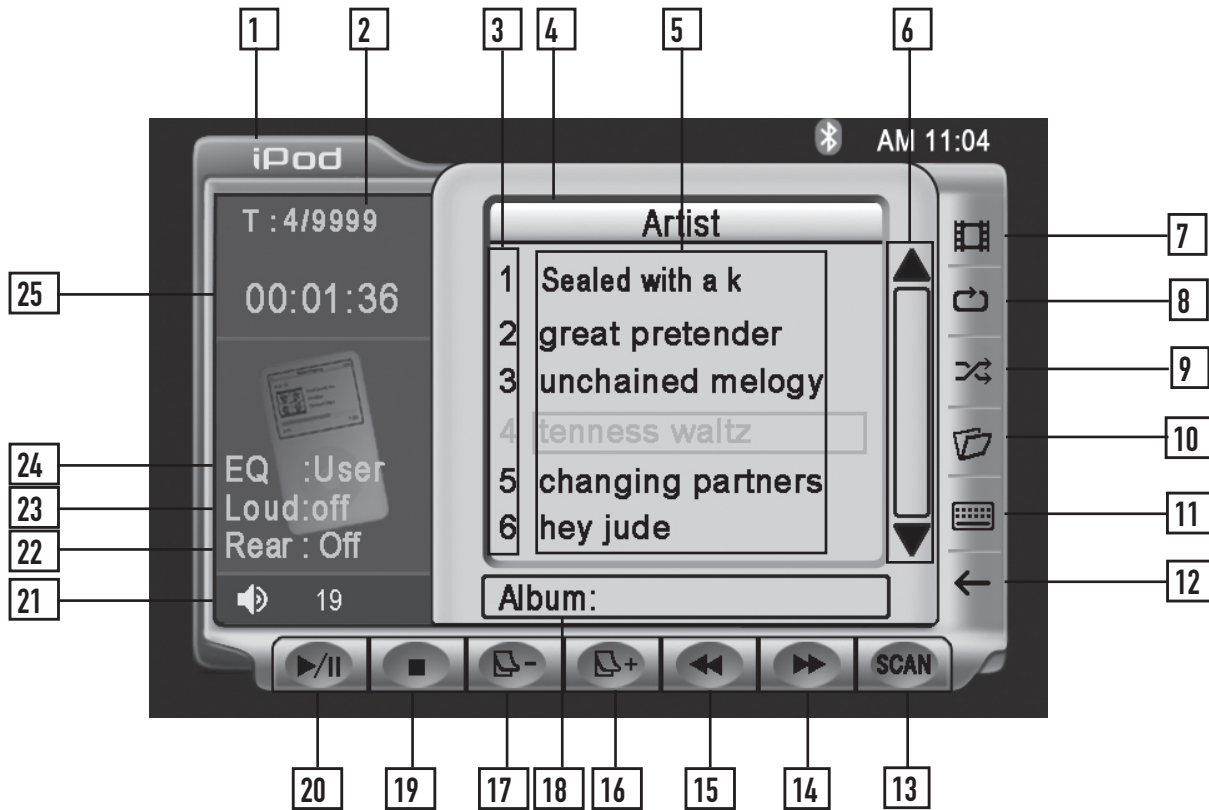 1 2 3 4 5 6
iPod
AM 11:04
T : 4/9999
Artist
7
1 Sealed with a k
25
00:01:36
8
2 great pretender
3 unchained melogy
9
4 tenness waltz
10
24
EQ :User
5 changing partners
23
Loud:off
11
22
Rear : Off
6 hey jude
12
21
19
Album:
▶/II ■ - + ◀◀ ▶▶ SCAN
20 19 17 18 16 15 14 13